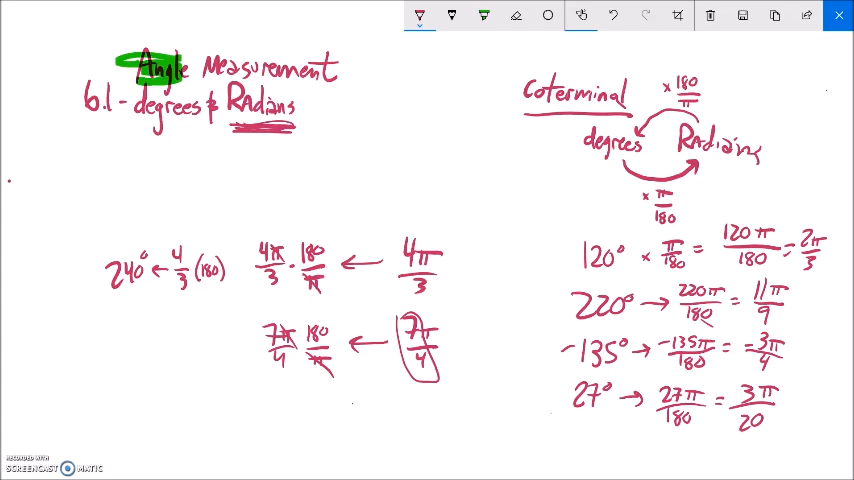 Angle Measurement
6.1 - degrees & Radians
Coterminal
× 180/π
degrees Radians
× π/180
240° ← 4/3 (180) 4π/3 · 180/π ← 4π/3
7π/4 180/π ← 7π/4
120° × π/180 = 120π/180 = 2π/3
220° → 220π/180 = 11π/9
-135° → -135π/180 = -3π/4
27° → 27π/180 = 3π/20
RECORDED WITH
SCREENCAST MATIC